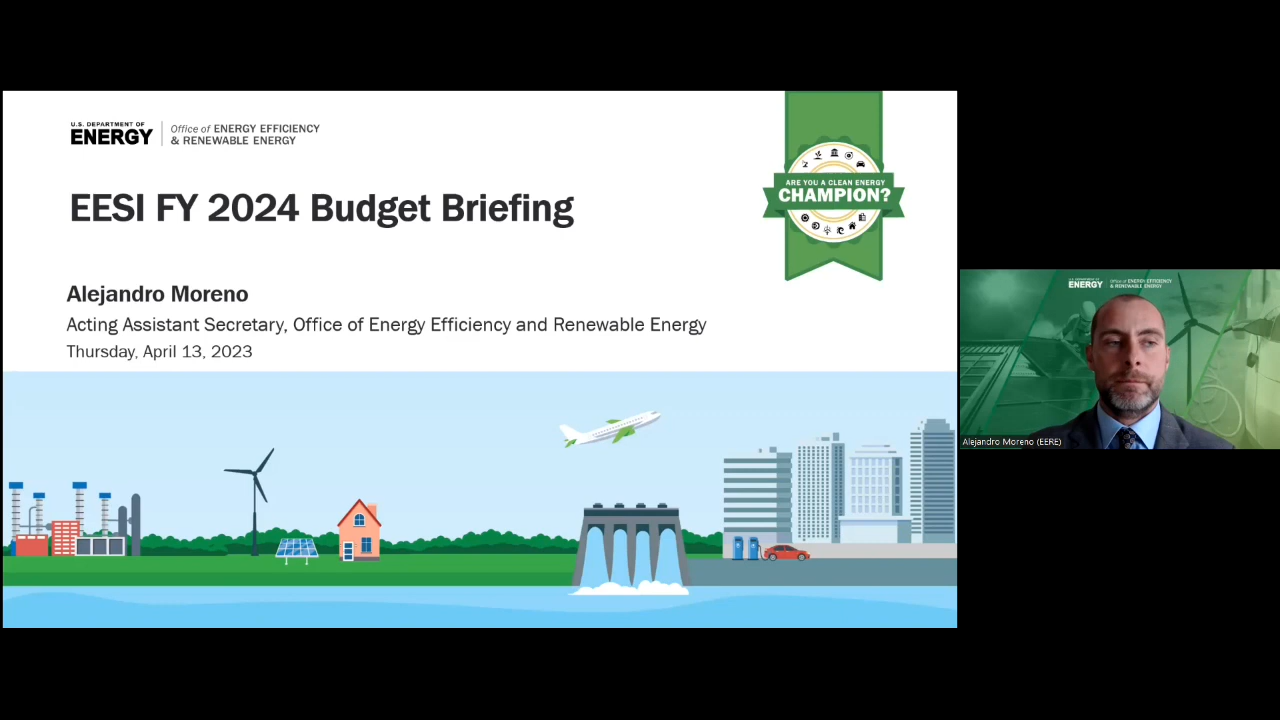 U.S. DEPARTMENT OF
ENERGY
Office of ENERGY EFFICIENCY
& RENEWABLE ENERGY
ARE YOU A CLEAN ENERGY
CHAMPION?
EESI FY 2024 Budget Briefing
Alejandro Moreno
Acting Assistant Secretary, Office of Energy Efficiency and Renewable Energy
Thursday, April 13, 2023
U.S. DEPARTMENT OF
ENERGY
Office of ENERGY EFFICIENCY
& RENEWABLE ENERGY
Alejandro Moreno (EERE)